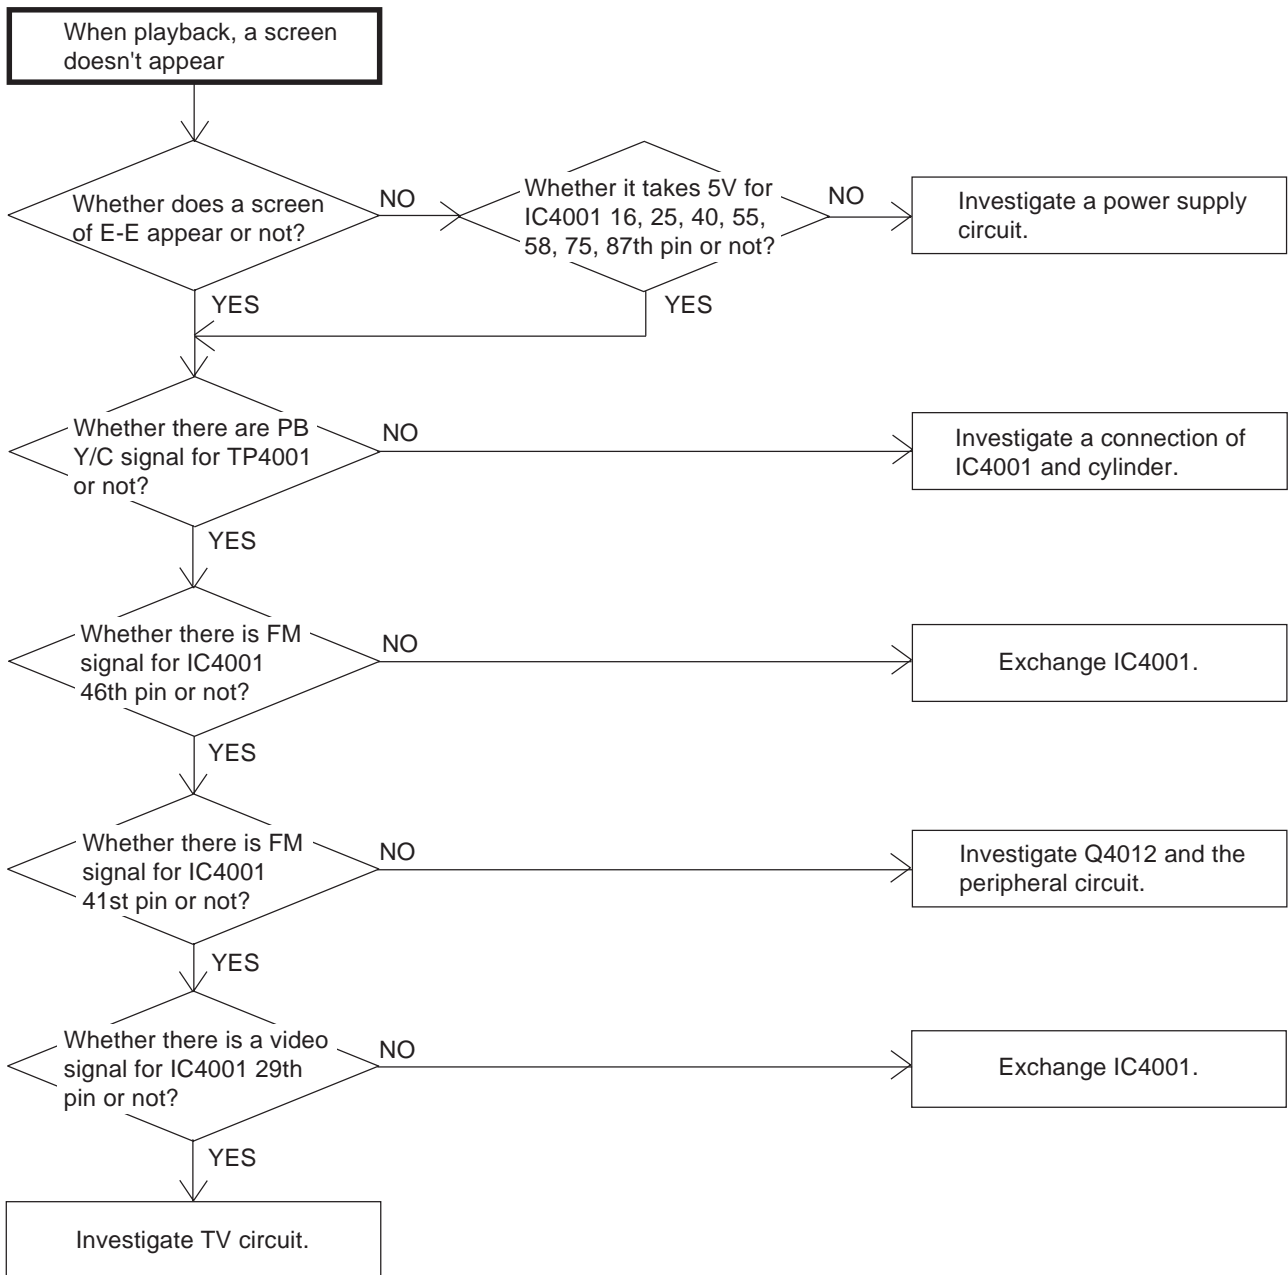 When playback, a screen
doesn't appear
Whether does a screen
of E-E appear or not?
NO
Whether it takes 5V for
IC4001 16, 25, 40, 55,
58, 75, 87th pin or not?
NO
Investigate a power supply
circuit.
YES
YES
Whether there are PB
Y/C signal for TP4001
or not?
NO
Investigate a connection of
IC4001 and cylinder.
YES
Whether there is FM
signal for IC4001
46th pin or not?
NO
Exchange IC4001.
YES
Whether there is FM
signal for IC4001
41st pin or not?
NO
Investigate Q4012 and the
peripheral circuit.
YES
Whether there is a video
signal for IC4001 29th
pin or not?
NO
Exchange IC4001.
YES
Investigate TV circuit.